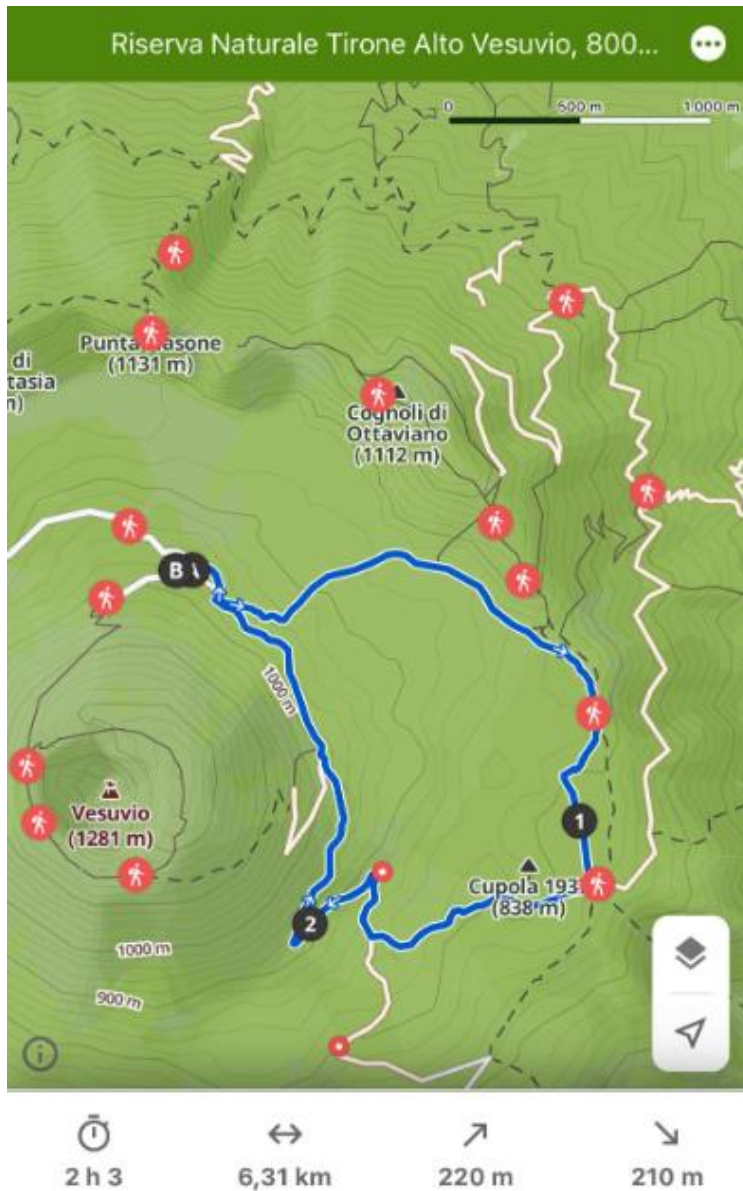 Riserva Naturale Tirone Alto Vesuvio, 800...
0 500 m 1 000 m
Punta
(1131 m)
di
Cognoli di
Ottaviano
(1112 m)
B A
1000 m
Vesuvio
(1281 m)
1
Cupola 193
(838 m)
2
1000 m
900 m
2 h 3
6,31 km
220 m
210 m